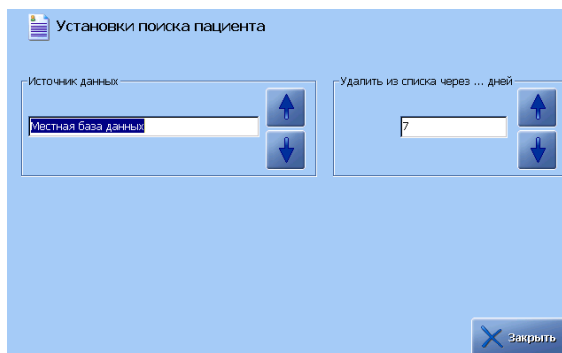 Установки поиска пациента
Источник данных
Удалить из списка через ... дней
Местная база данных
7
Закрыть